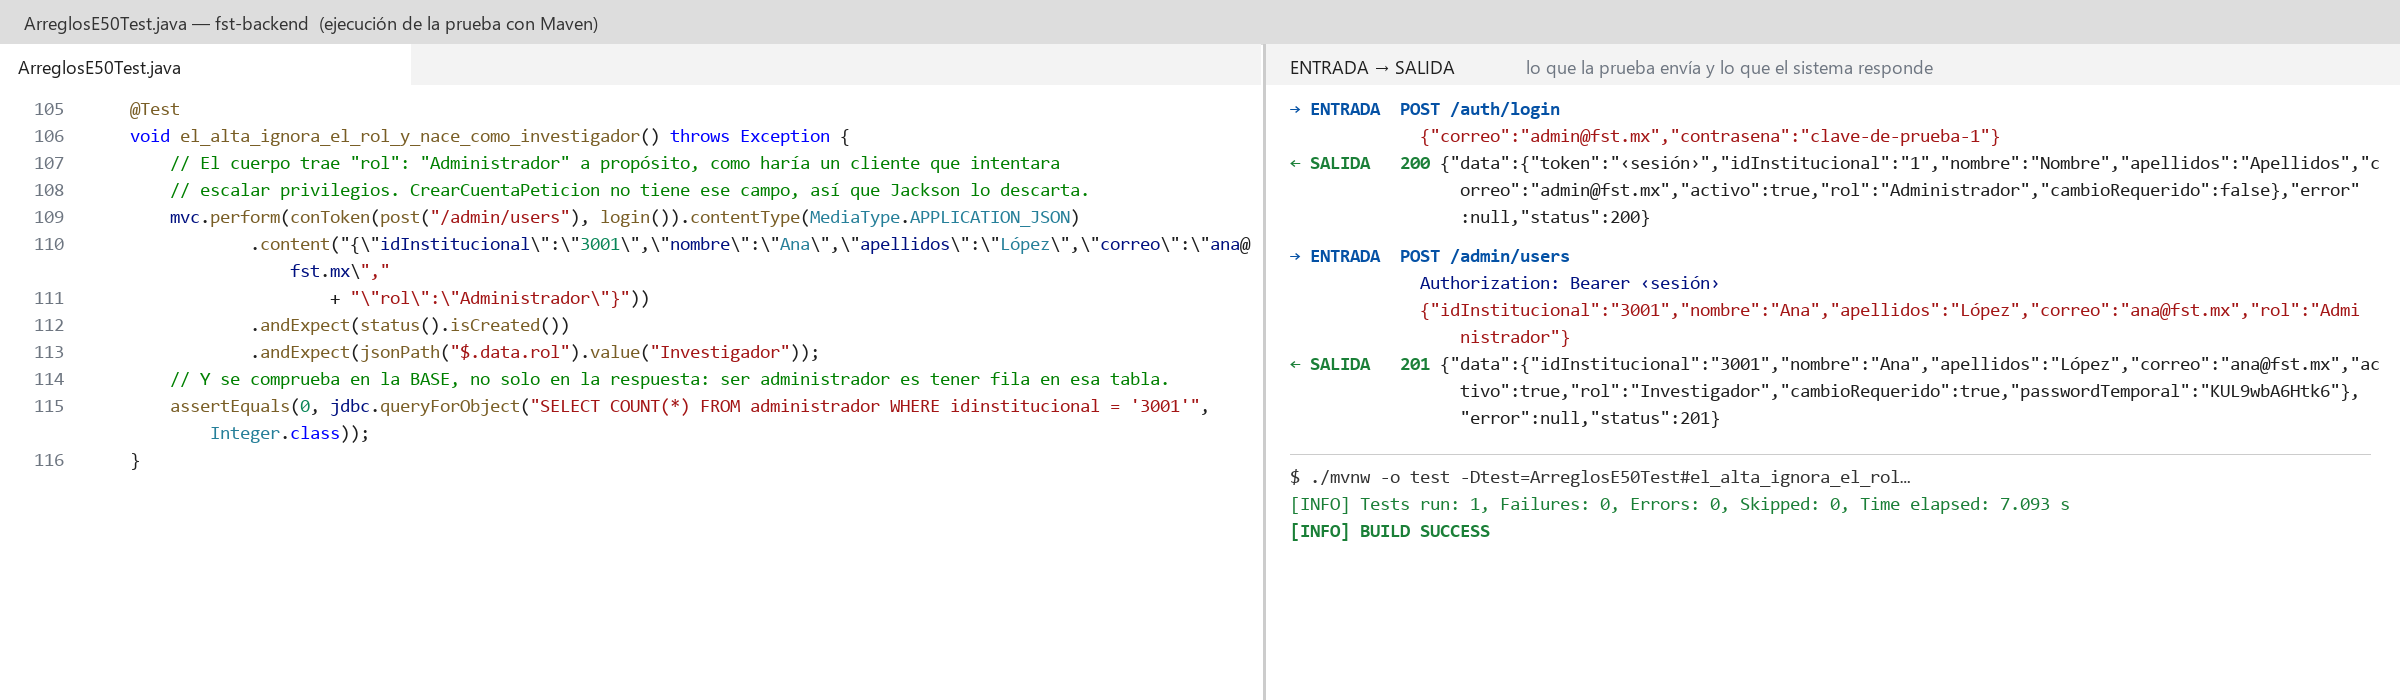 ArreglosE50Test.java — fst-backend  (ejecución de la prueba con Maven)
ArreglosE50Test.java
105 @Test
106 void el_alta_ignora_el_rol_y_nace_como_investigador() throws Exception {
107 // El cuerpo trae "rol": "Administrador" a propósito, como haría un cliente que intentara
108 // escalar privilegios. CrearCuentaPeticion no tiene ese campo, así que Jackson lo descarta.
109 mvc.perform(conToken(post("/admin/users"), login()).contentType(MediaType.APPLICATION_JSON)
110 .content("{\"idInstitucional\":\"3001\",\"nombre\":\"Ana\",\"apellidos\":\"López\",\"correo\":\"ana@
fst.mx\","
111 + "\"rol\":\"Administrador\"}"))
112 .andExpect(status().isCreated())
113 .andExpect(jsonPath("$.data.rol").value("Investigador"));
114 // Y se comprueba en la BASE, no solo en la respuesta: ser administrador es tener fila en esa tabla.
115 assertEquals(0, jdbc.queryForObject("SELECT COUNT(*) FROM administrador WHERE idinstitucional = '3001'",
Integer.class));
116 }
ENTRADA → SALIDA lo que la prueba envía y lo que el sistema responde
→ ENTRADA POST /auth/login
{"correo":"admin@fst.mx","contrasena":"clave-de-prueba-1"}
← SALIDA 200 {"data":{"token":"‹sesión›","idInstitucional":"1","nombre":"Nombre","apellidos":"Apellidos","c
orreo":"admin@fst.mx","activo":true,"rol":"Administrador","cambioRequerido":false},"error"
:null,"status":200}
→ ENTRADA POST /admin/users
Authorization: Bearer ‹sesión›
{"idInstitucional":"3001","nombre":"Ana","apellidos":"López","correo":"ana@fst.mx","rol":"Admi
nistrador"}
← SALIDA 201 {"data":{"idInstitucional":"3001","nombre":"Ana","apellidos":"López","correo":"ana@fst.mx","ac
tivo":true,"rol":"Investigador","cambioRequerido":true,"passwordTemporal":"KUL9wbA6Htk6"},
"error":null,"status":201}
$ ./mvnw -o test -Dtest=ArreglosE50Test#el_alta_ignora_el_rol…
[INFO] Tests run: 1, Failures: 0, Errors: 0, Skipped: 0, Time elapsed: 7.093 s
[INFO] BUILD SUCCESS